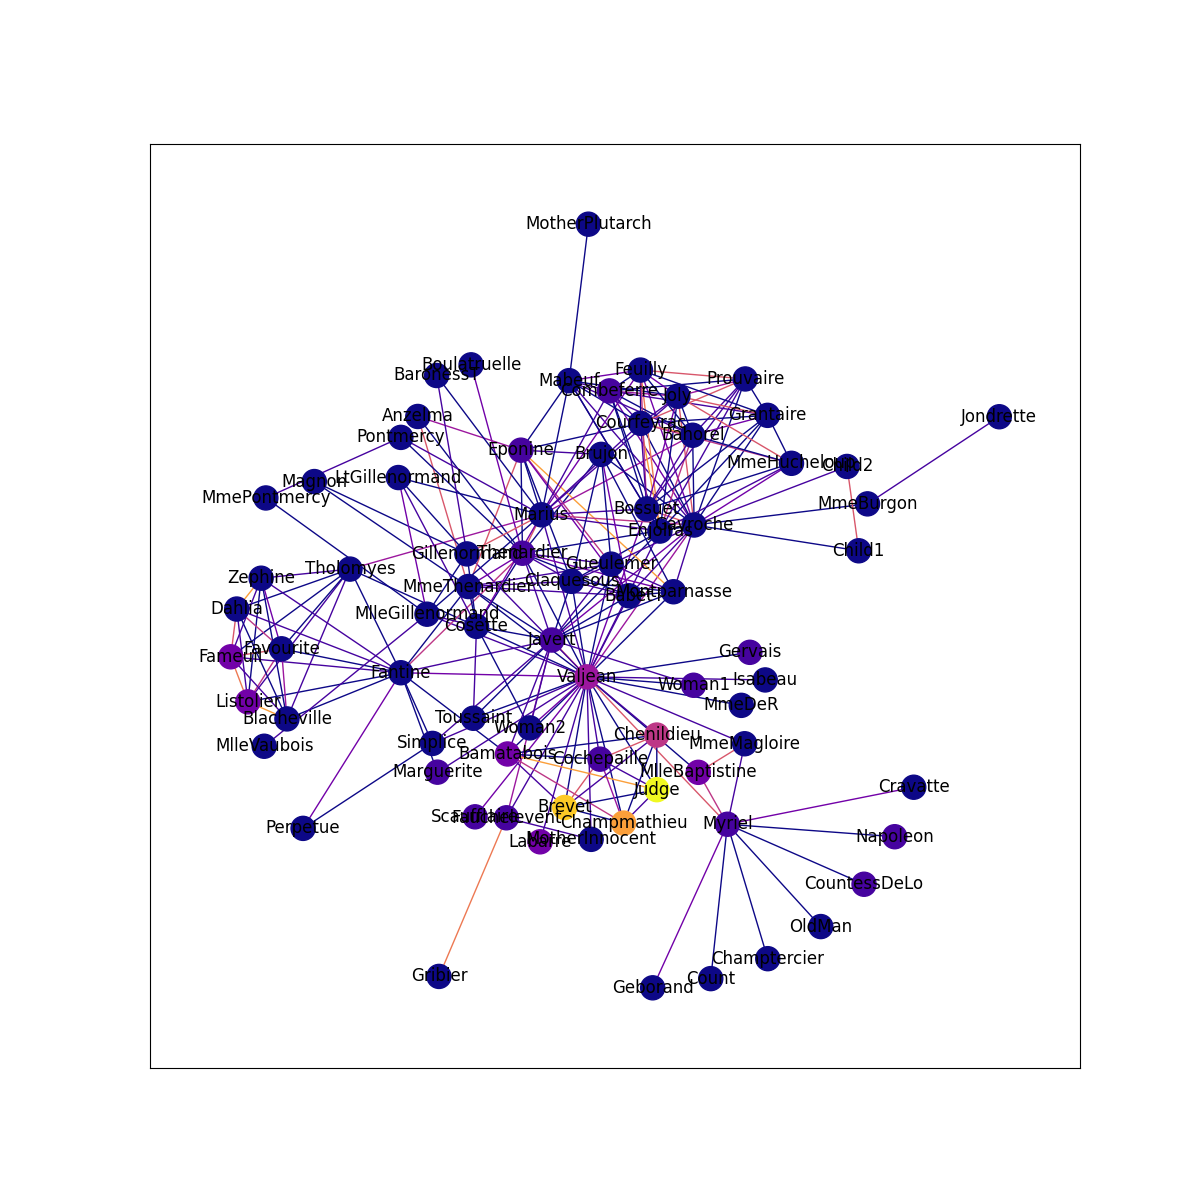 MotherPlutarch
Boulatruelle
Feuilly
Baroness
Mabeuf
Prouvaire
Combeferre
Joly
Anzelma
Grantaire
Jondrette
Courfeyrac
Pontmercy
Bahorel
Eponine
Brujon
MmeHucheloup
Child2
LtGillenormand
Magnon
MmePontmercy
MmeBurgon
Bossuet
Marius
Gavroche
Enjolras
Child1
Gillenormand
Thenardier
Gueulemer
Tholomyes
Zephine
Claquesous
MmeThenardier
Montparnasse
Babet
Dahlia
MlleGillenormand
Cosette
Javert
Favourite
Gervais
Fameuil
Fantine
Valjean
Isabeau
Woman1
Listolier
MmeDeR
Blacheville
Toussaint
Woman2
Chenildieu
MlleVaubois
Simplice
MmeMagloire
Bamatabois
Cochepaille
Marguerite
MlleBaptistine
Cravatte
Judge
Brevet
Scaufflaire
Fauchelevent
Champmathieu
Myriel
Perpetue
Napoleon
MotherInnocent
Labarre
CountessDeLo
OldMan
Champtercier
Gribier
Count
Geborand